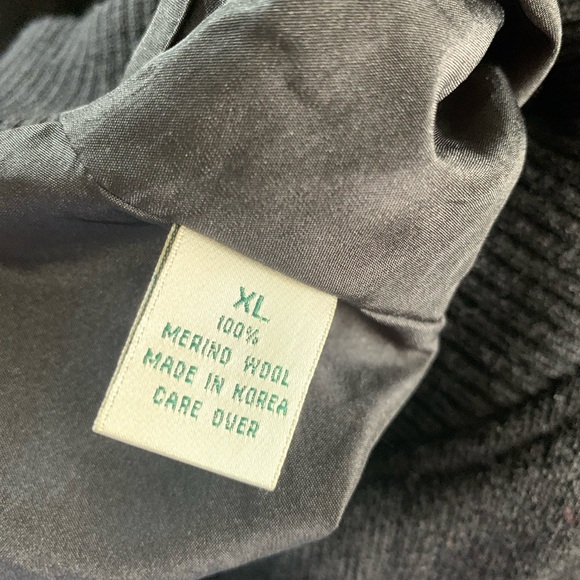 XL
100%
MERINO WOOL
MADE IN KOREA
CARE OVER